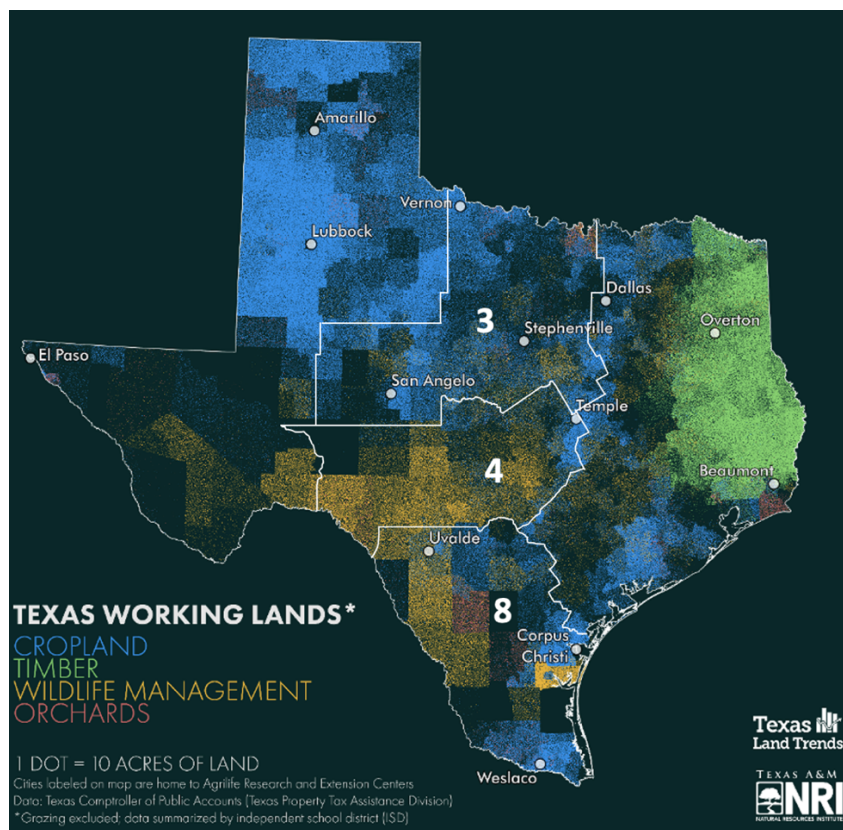 Amarillo
Vernon
Lubbock
Dallas
3
Stephenville
Overton
El Paso
San Angelo
Temple
4
Beaumont
Uvalde
8
TEXAS WORKING LANDS*
Corpus
Christi
CROPLAND
TIMBER
WILDLIFE MANAGEMENT
ORCHARDS
Texas
Land Trends
1 DOT = 10 ACRES OF LAND
Weslaco
Cities labeled on map are home to Agrilife Research and Extension Centers
Data: Texas Comptroller of Public Accounts (Texas Property Tax Assistance Division)
*Grazing excluded; data summarized by independent school district (ISD)
TEXAS A&M
NRI
NATURAL RESOURCES INSTITUTE